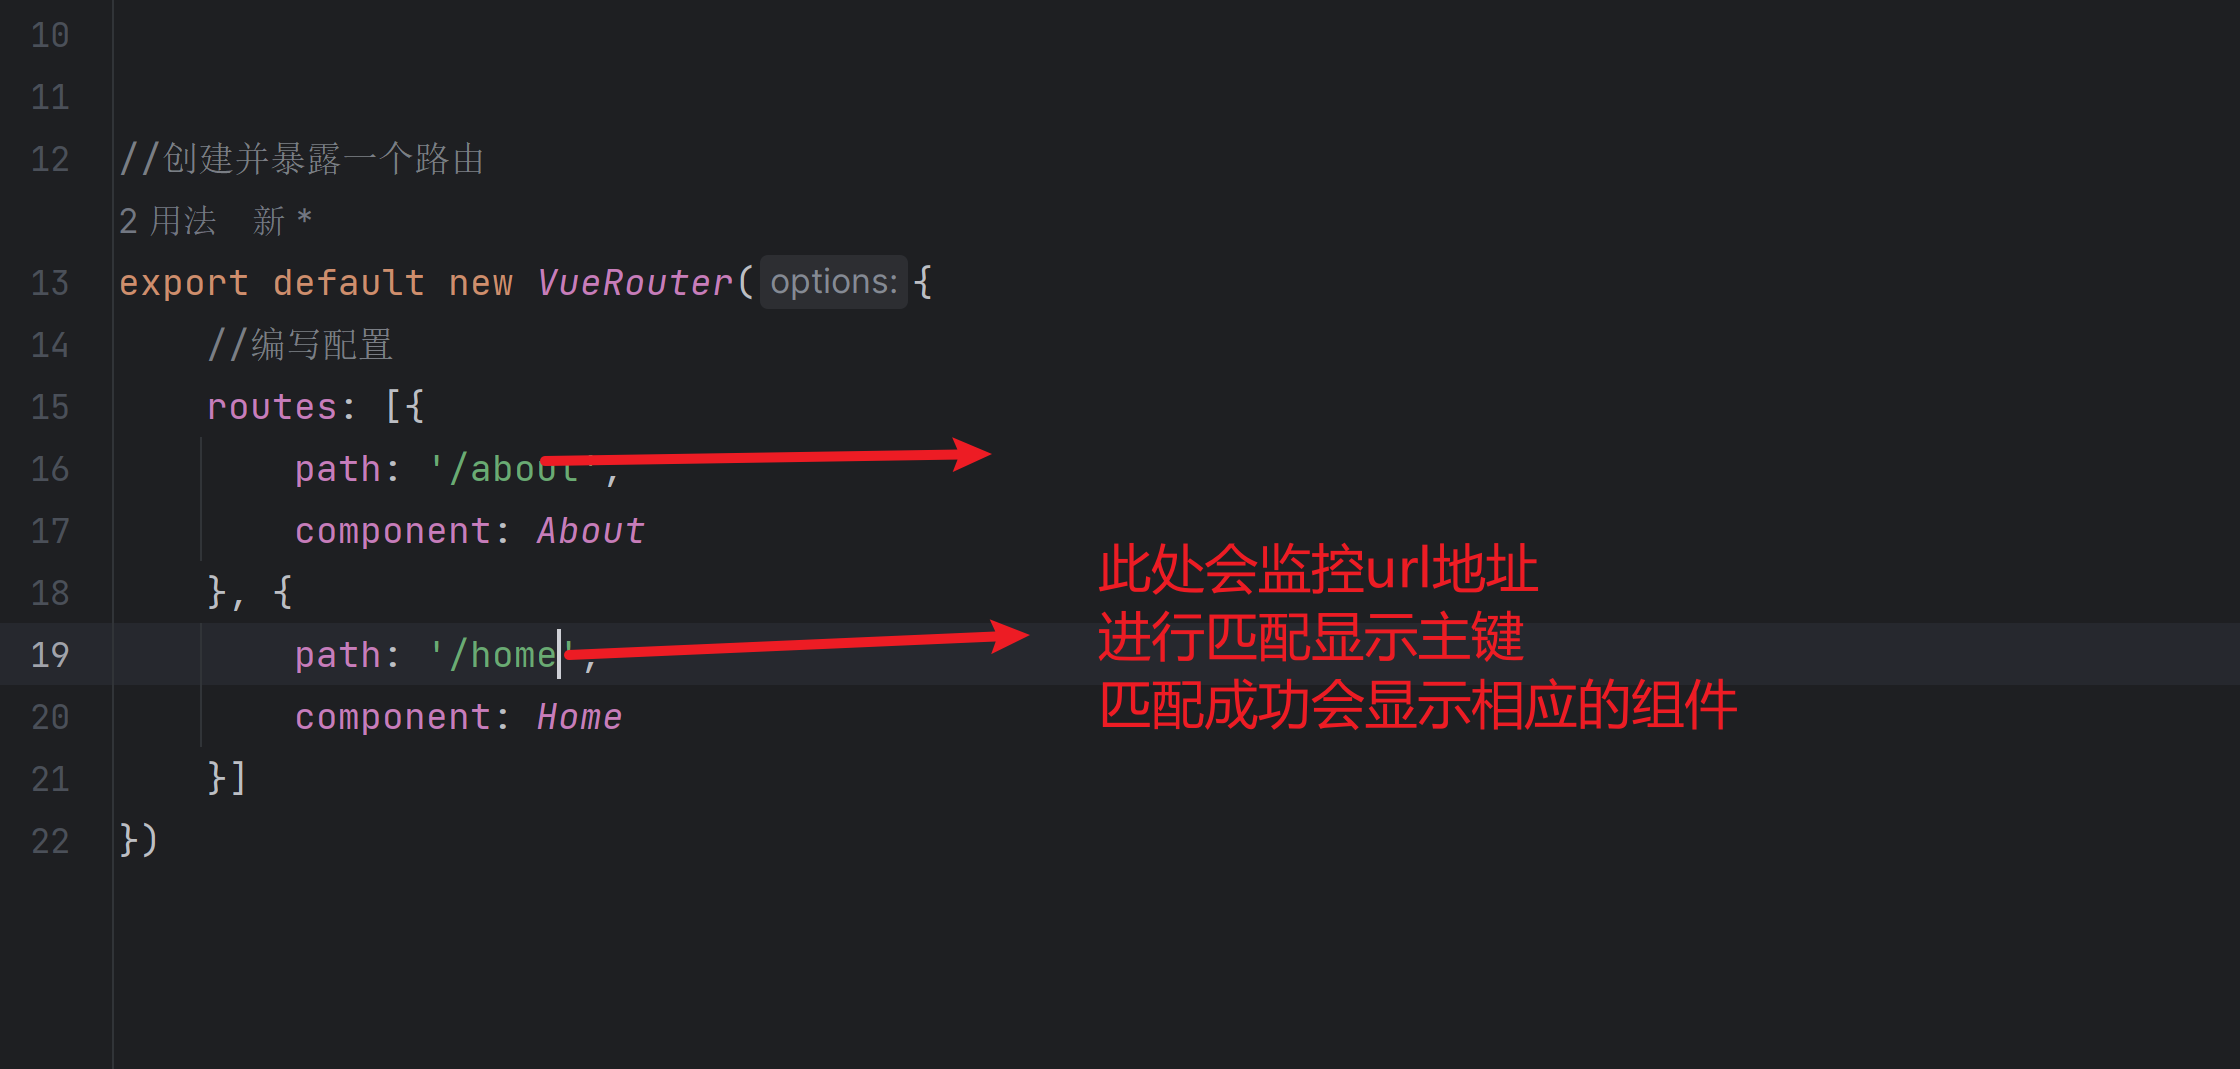 10
11
12 //创建并暴露一个路由
2 用法 新 *
13 export default new VueRouter( options: {
14 //编写配置
15 routes: [{
16 path: '/about',
17 component: About
此处会监控url地址
18 }, {
19 path: '/home',
进行匹配显示主键
20 component: Home
匹配成功会显示相应的组件
21 }]
22 })